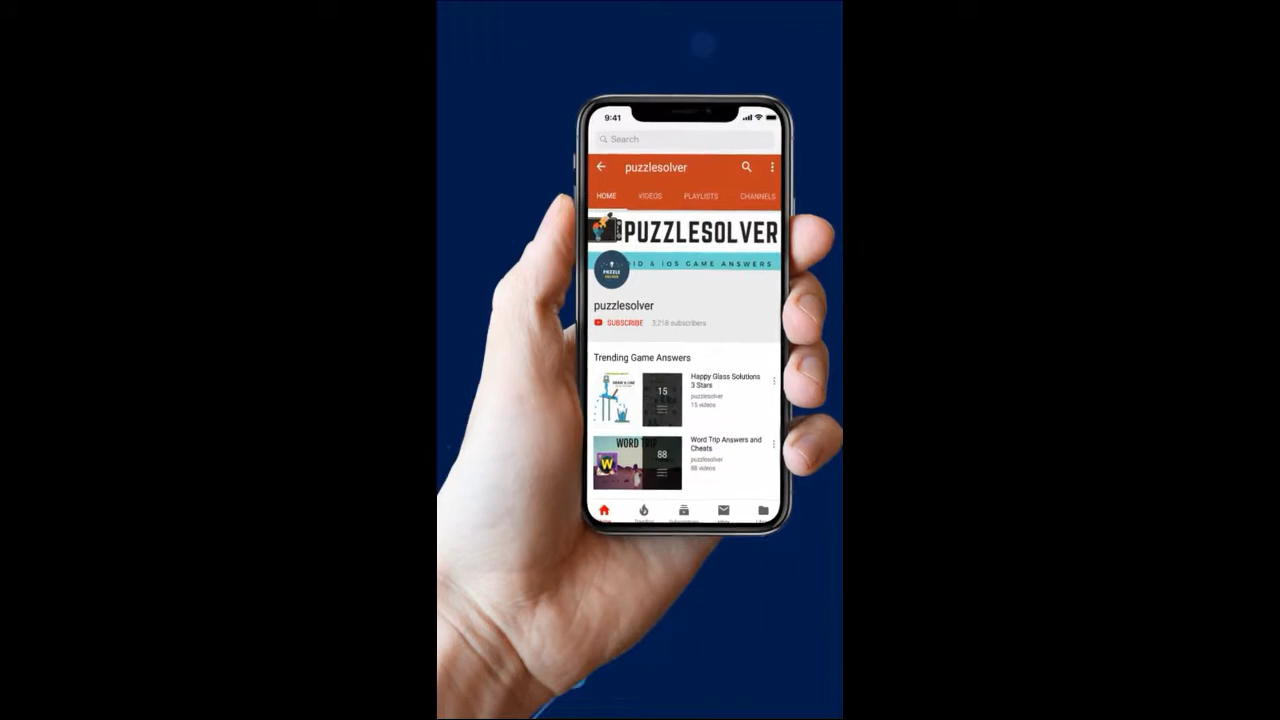 9:41
Search
puzzlesolver
HOME VIDEOS PLAYLISTS CHANNELS
PUZZLESOLVER
ID & IOS GAME ANSWERS
PUZZLE
puzzlesolver
SUBSCRIBE 3,218 subscribers
Trending Game Answers
15
Happy Glass Solutions
3 Stars
puzzlesolver
15 videos
WORD TRIP
W
88
Word Trip Answers and
Cheats
puzzlesolver
88 videos